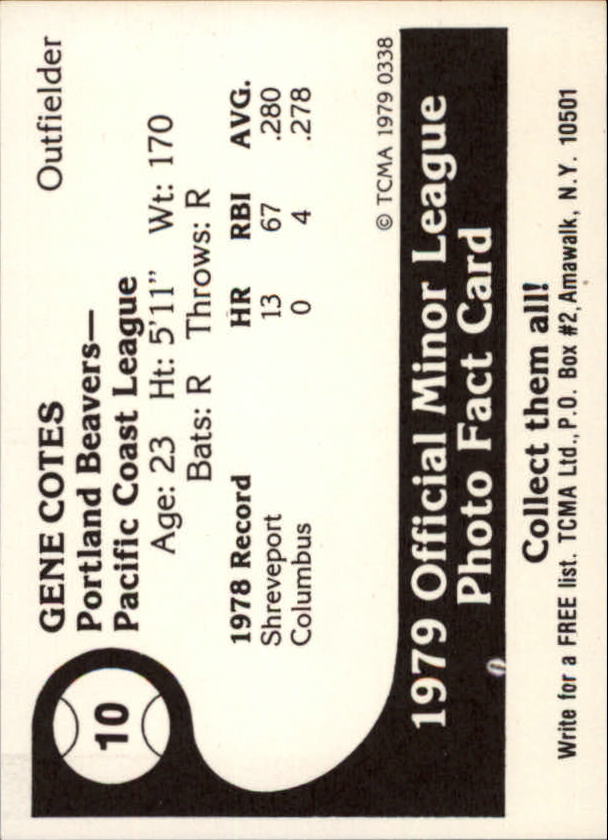 10
GENE COTES Outfielder
Portland Beavers—
Pacific Coast League
Age: 23 Ht: 5'11" Wt: 170
Bats: R Throws: R
1978 Record HR RBI AVG.
Shreveport 13 67 .280
Columbus 0 4 .278
© TCMA 1979 0338
1979 Official Minor League
Photo Fact Card
Collect them all!
Write for a FREE list. TCMA Ltd., P.O. Box #2, Amawalk, N.Y. 10501